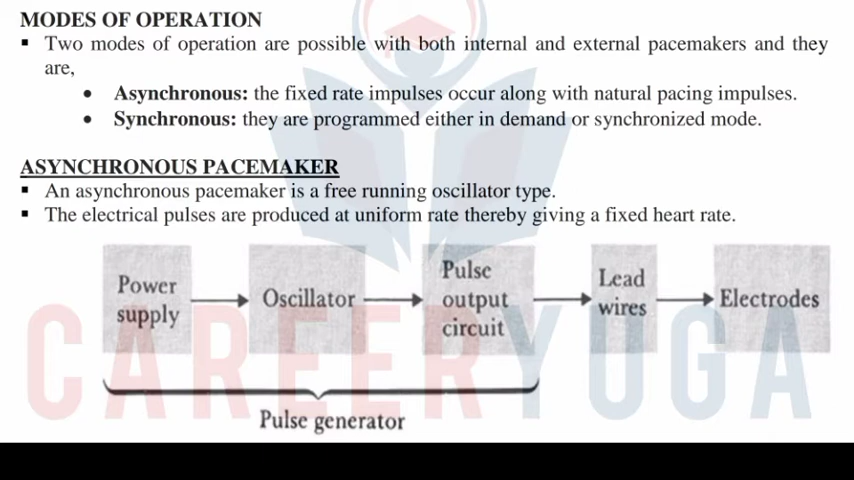 MODES OF OPERATION
▪ Two modes of operation are possible with both internal and external pacemakers and they
are,
• Asynchronous: the fixed rate impulses occur along with natural pacing impulses.
• Synchronous: they are programmed either in demand or synchronized mode.
ASYNCHRONOUS PACEMAKER
▪ An asynchronous pacemaker is a free running oscillator type.
▪ The electrical pulses are produced at uniform rate thereby giving a fixed heart rate.
Power
supply
Oscillator
Pulse
output
circuit
Lead
wires
Electrodes
Pulse generator
CAREERYUGA